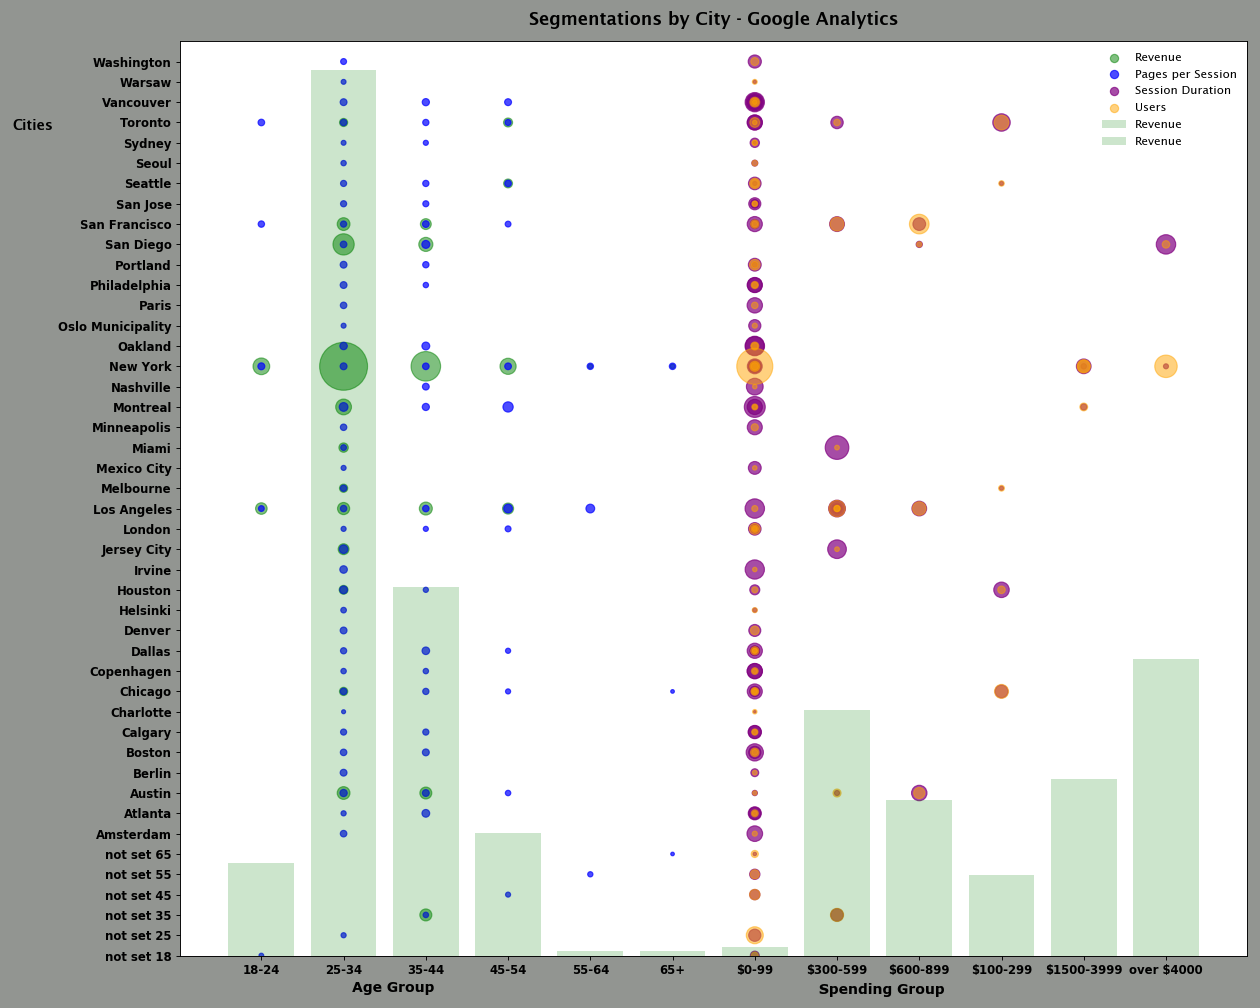 Segmentations by City - Google Analytics
Cities
Washington
Warsaw
Vancouver
Toronto
Sydney
Seoul
Seattle
San Jose
San Francisco
San Diego
Portland
Philadelphia
Paris
Oslo Municipality
Oakland
New York
Nashville
Montreal
Minneapolis
Miami
Mexico City
Melbourne
Los Angeles
London
Jersey City
Irvine
Houston
Helsinki
Denver
Dallas
Copenhagen
Chicago
Charlotte
Calgary
Boston
Berlin
Austin
Atlanta
Amsterdam
not set 65
not set 55
not set 45
not set 35
not set 25
not set 18
Revenue
Pages per Session
Session Duration
Users
Revenue
Revenue
18-24 25-34 35-44 45-54 55-64 65+ $0-99 $300-599 $600-899 $100-299 $1500-3999 over $4000
Age Group Spending Group